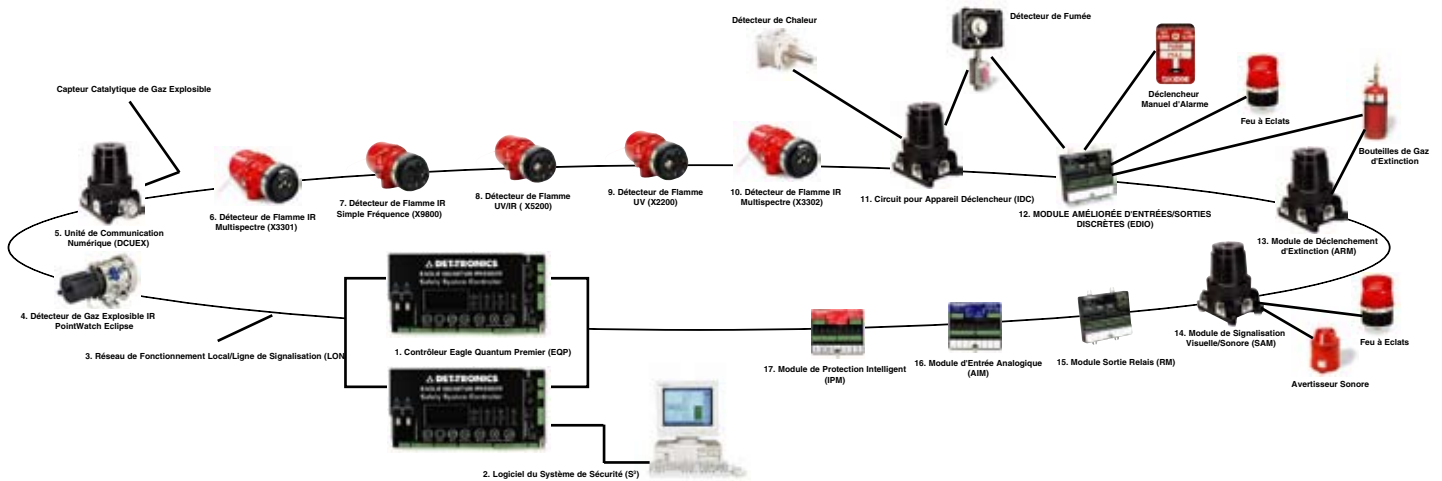 Détecteur de Chaleur
Détecteur de Fumée
Capteur Catalytique de Gaz Explosible
Déclencheur
Manuel d'Alarme
Feu à Eclats
Bouteilles de Gaz
d'Extinction
5. Unité de Communication
Numérique (DCUEX)
6. Détecteur de Flamme IR
Multispectre (X3301)
7. Détecteur de Flamme IR
Simple Fréquence (X9800)
8. Détecteur de Flamme
UV/IR ( X5200)
9. Détecteur de Flamme
UV (X2200)
10. Détecteur de Flamme IR
Multispectre (X3302)
11. Circuit pour Appareil Déclencheur (IDC)
12. MODULE AMÉLIORÉE D'ENTRÉES/SORTIES
DISCRÈTES (EDIO)
13. Module de Déclenchement
d'Extinction (ARM)
4. Détecteur de Gaz Explosible IR
PointWatch Eclipse
3. Réseau de Fonctionnement Local/Ligne de Signalisation (LON)
DET-TRONICS
EAGLE QUANTUM PREMIER
Safety System Controller
1. Contrôleur Eagle Quantum Premier (EQP)
DET-TRONICS
EAGLE QUANTUM PREMIER
Safety System Controller
2. Logiciel du Système de Sécurité (S³)
17. Module de Protection Intelligent
(IPM)
16. Module d'Entrée Analogique
(AIM)
15. Module Sortie Relais (RM)
14. Module de Signalisation
Visuelle/Sonore (SAM)
Feu à Eclats
Avertisseur Sonore